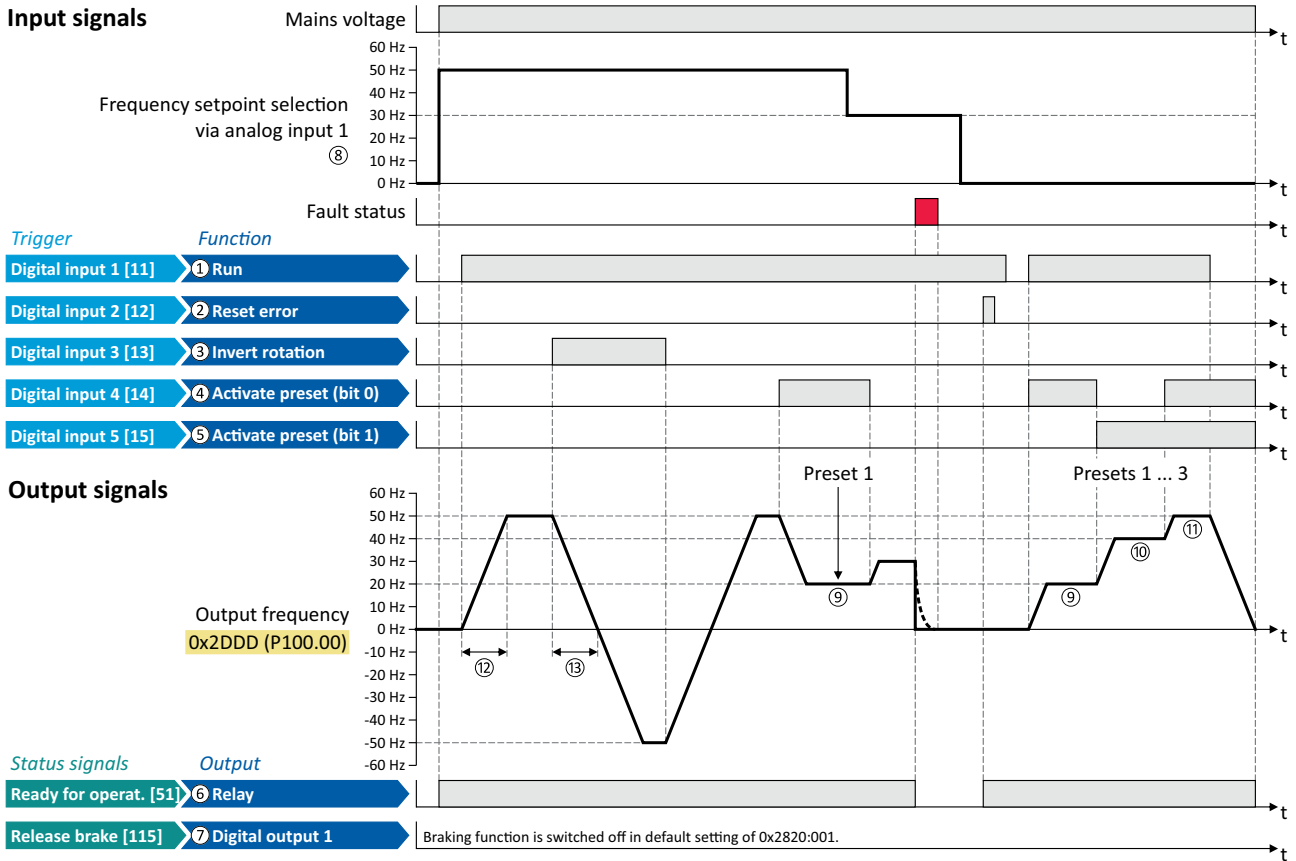 Input signals
Mains voltage
t
60 Hz
50 Hz
40 Hz
30 Hz
20 Hz
10 Hz
0 Hz
Frequency setpoint selection
via analog input 1
⑧
t
Fault status
t
Trigger Function
Digital input 1 [11] ① Run
t
Digital input 2 [12] ② Reset error
t
Digital input 3 [13] ③ Invert rotation
t
Digital input 4 [14] ④ Activate preset (bit 0)
t
Digital input 5 [15] ⑤ Activate preset (bit 1)
t
Output signals
Preset 1
Presets 1 ... 3
60 Hz
50 Hz
40 Hz
30 Hz
20 Hz
10 Hz
0 Hz
-10 Hz
-20 Hz
-30 Hz
-40 Hz
-50 Hz
-60 Hz
Output frequency
0x2DDD (P100.00)
⑫
⑬
⑨
⑨
⑩
⑪
t
Status signals Output
Ready for operat. [51] ⑥ Relay
t
Release brake [115] ⑦ Digital output 1
Braking function is switched off in default setting of 0x2820:001.
t